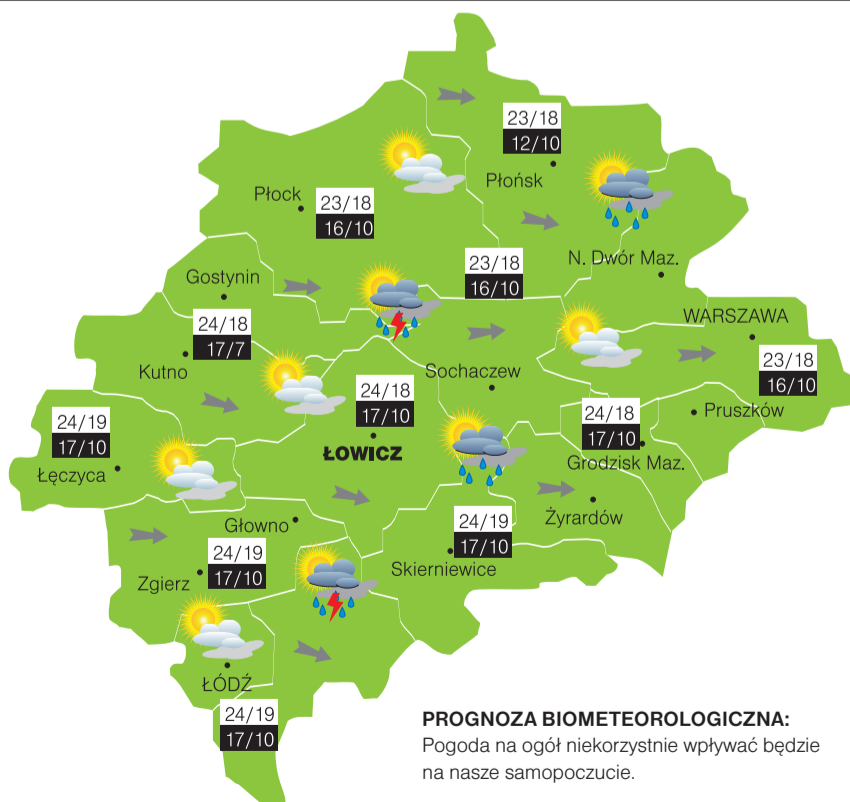 23/18
12/10
Płońsk
Płock
23/18
16/10
N. Dwór Maz.
23/18
16/10
Gostynin
WARSZAWA
24/18
17/7
Kutno
23/18
16/10
Sochaczew
24/18
17/10
ŁOWICZ
24/18
17/10
Pruszków
Grodzisk Maz.
24/19
17/10
Łęczyca
Żyrardów
24/19
17/10
Skierniewice
Głowno
24/19
17/10
Zgierz
ŁÓDŹ
24/19
17/10
PROGNOZA BIOMETEOROLOGICZNA:
Pogoda na ogół niekorzystnie wpływać będzie
na nasze samopoczucie.